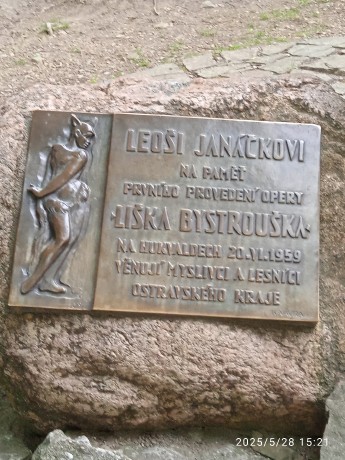 LEOŠI JANÁČKOVI
NA PAMĚŤ
PRVNÍHO PROVEDENÍ OPERY
"LIŠKA BYSTROUŠKA"
NA HUKVALDECH 20.VI.1959
VĚNUJÍ MYSLIVCI A LESNÍCI
OSTRAVSKÉHO KRAJE
2025/5/28 15:21